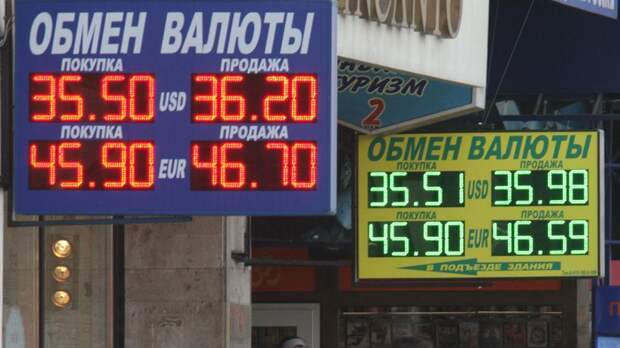 ОБМЕН ВАЛЮТЫ
ПОКУПКА ПРОДАЖА
35.50 USD 36.20
ПОКУПКА ПРОДАЖА
45.90 EUR 46.70
ТУРИЗМ
2
ОБМЕН ВАЛЮТЫ
ПОКУПКА ПРОДАЖА
35.51 USD 35.98
ПОКУПКА ПРОДАЖА
45.90 EUR 46.59
В ПОДЪЕЗДЕ ЗДАНИЯ